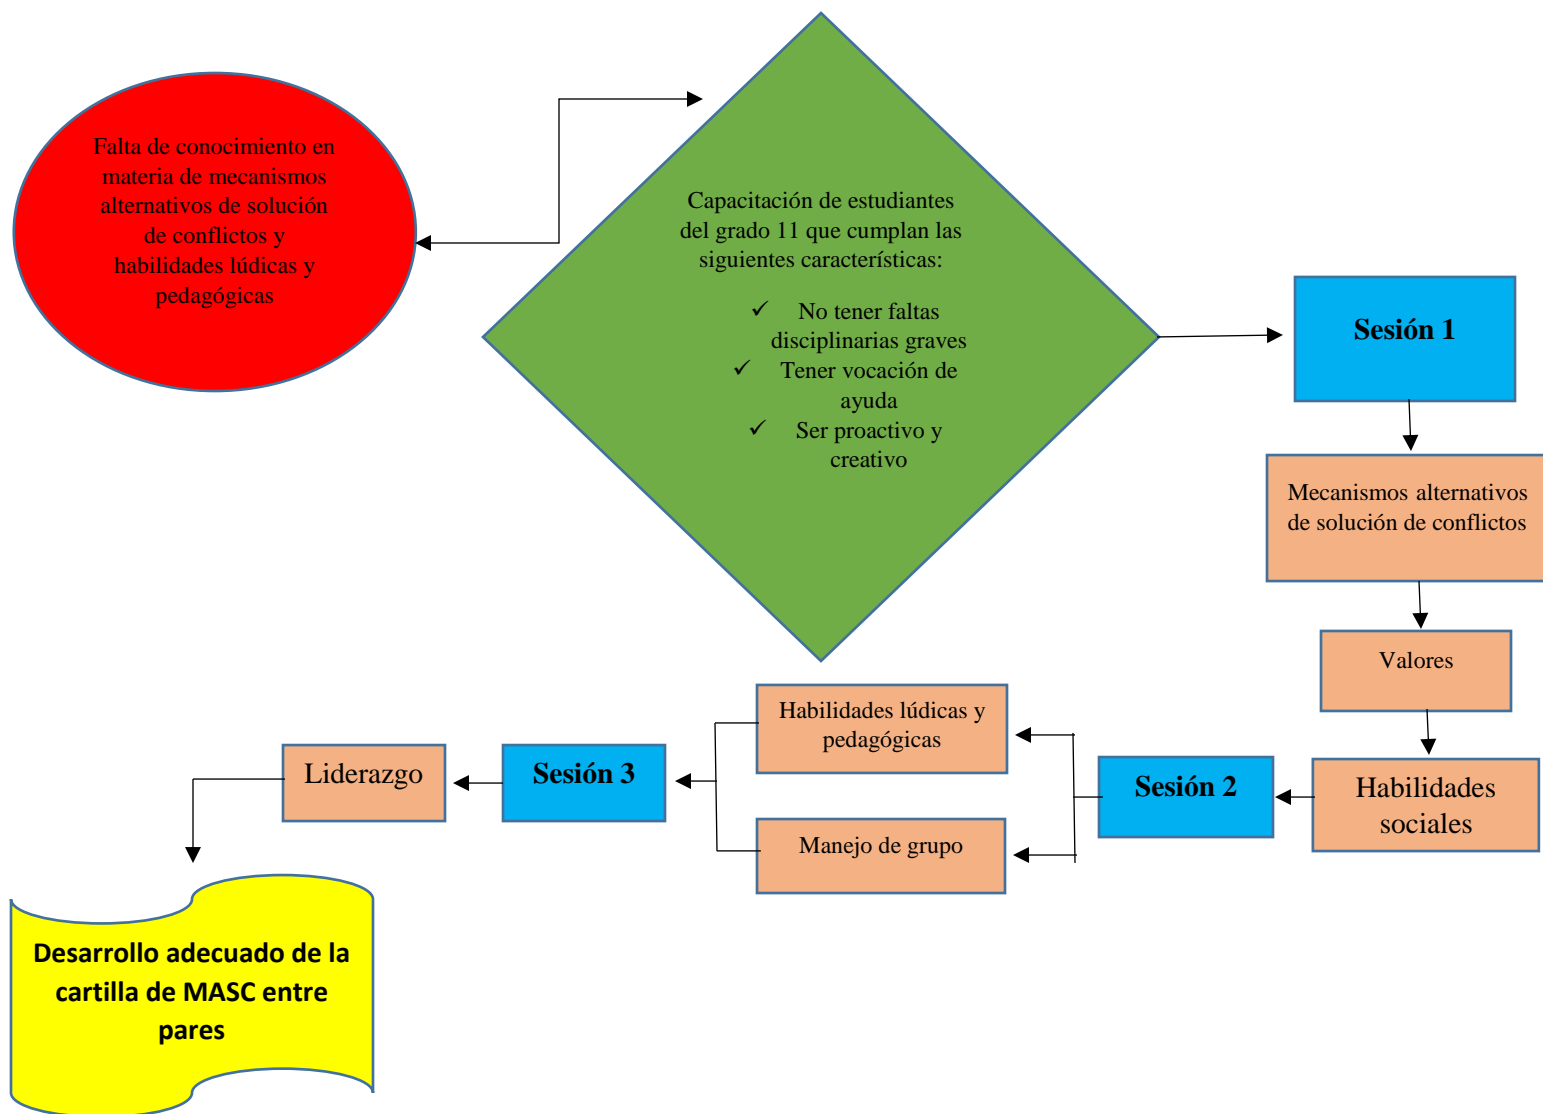 Falta de conocimiento en
materia de mecanismos
alternativos de solución
de conflictos y
habilidades lúdicas y
pedagógicas
Capacitación de estudiantes
del grado 11 que cumplan las
siguientes características:
✓ No tener faltas
disciplinarias graves
✓ Tener vocación de
ayuda
✓ Ser proactivo y
creativo
Sesión 1
Mecanismos alternativos
de solución de conflictos
Valores
Habilidades
sociales
Sesión 2
Habilidades lúdicas y
pedagógicas
Manejo de grupo
Sesión 3
Liderazgo
Desarrollo adecuado de la
cartilla de MASC entre
pares